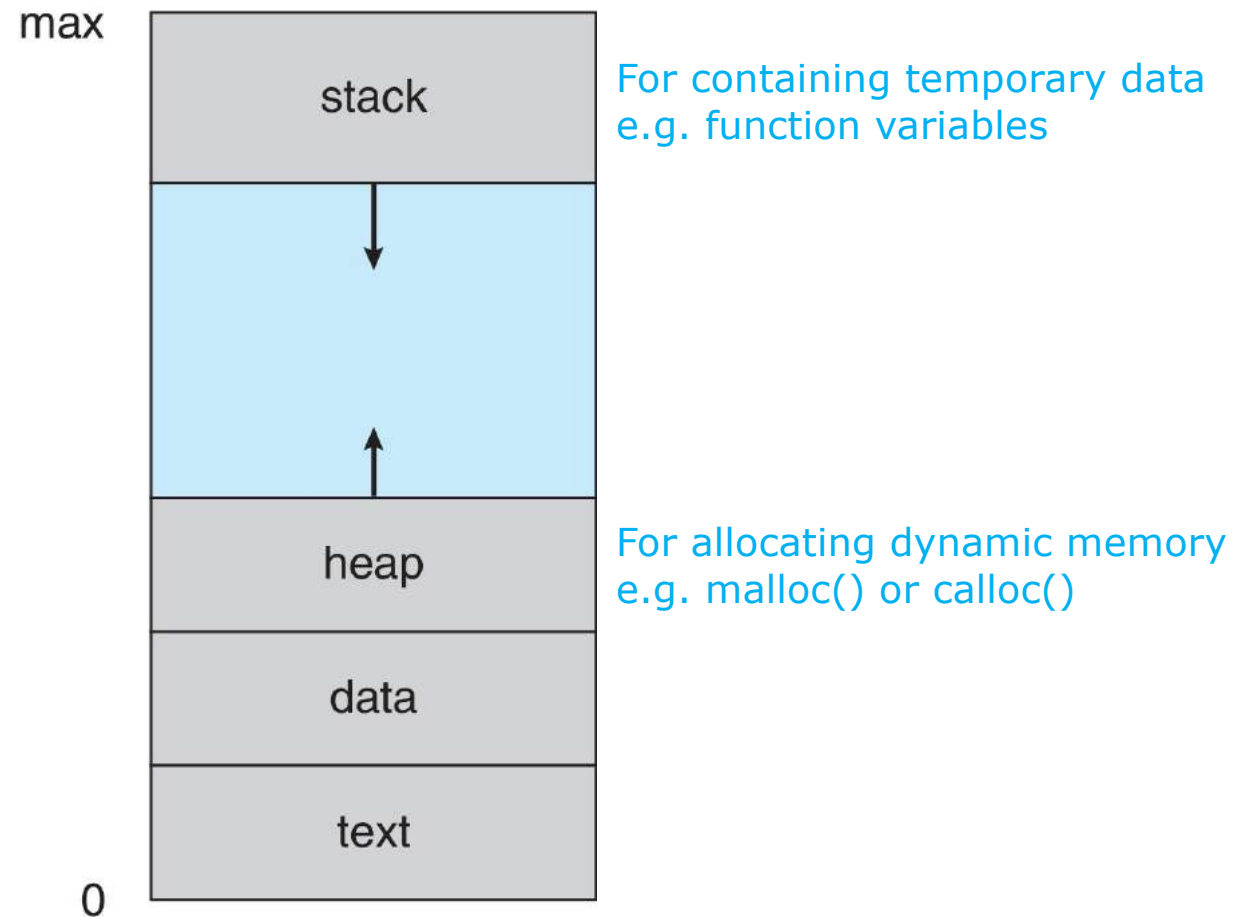 max
stack
For containing temporary data
e.g. function variables
heap
For allocating dynamic memory
e.g. malloc() or calloc()
data
text
0